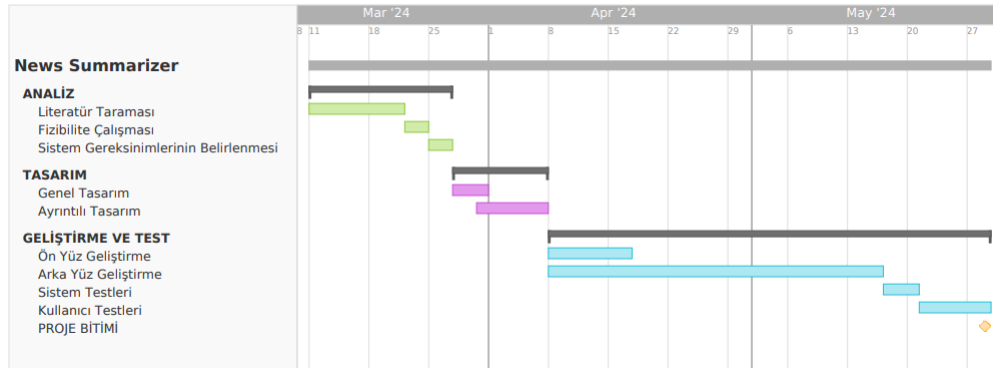 Mar '24 Apr '24 May '24
8 11 18 25 1 8 15 22 29 6 13 20 27
News Summarizer
ANALİZ
Literatür Taraması
Fizibilite Çalışması
Sistem Gereksinimlerinin Belirlenmesi
TASARIM
Genel Tasarım
Ayrıntılı Tasarım
GELİŞTİRME VE TEST
Ön Yüz Geliştirme
Arka Yüz Geliştirme
Sistem Testleri
Kullanıcı Testleri
PROJE BİTİMİ